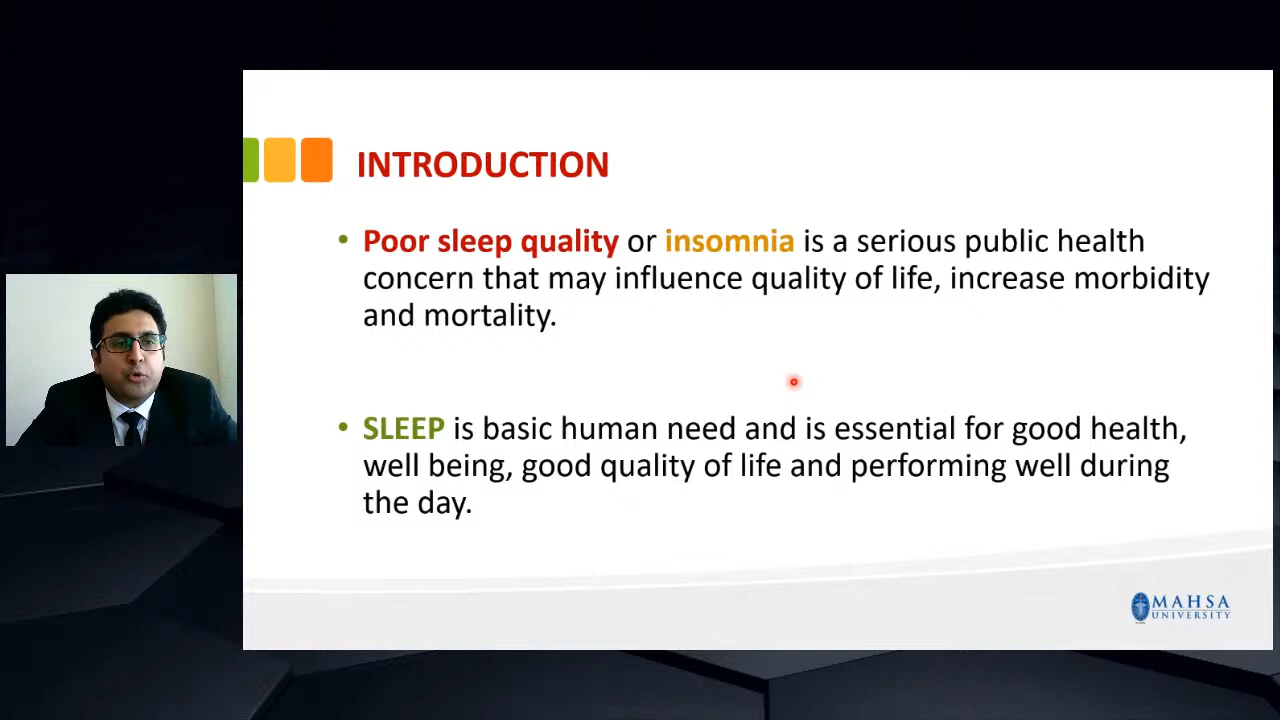 INTRODUCTION
• Poor sleep quality or insomnia is a serious public health
concern that may influence quality of life, increase morbidity
and mortality.
• SLEEP is basic human need and is essential for good health,
well being, good quality of life and performing well during
the day.
MAHSA
UNIVERSITY